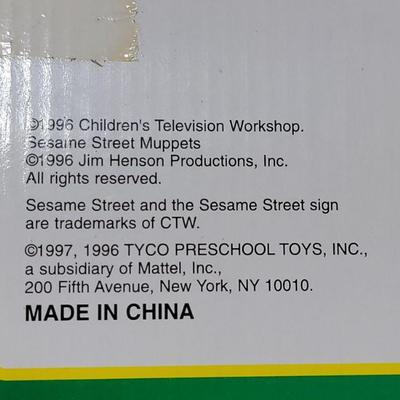 ©1996 Children's Television Workshop.
Sesame Street Muppets
©1996 Jim Henson Productions, Inc.
All rights reserved.
Sesame Street and the Sesame Street sign
are trademarks of CTW.
©1997, 1996 TYCO PRESCHOOL TOYS, INC.,
a subsidiary of Mattel, Inc.,
200 Fifth Avenue, New York, NY 10010.
MADE IN CHINA